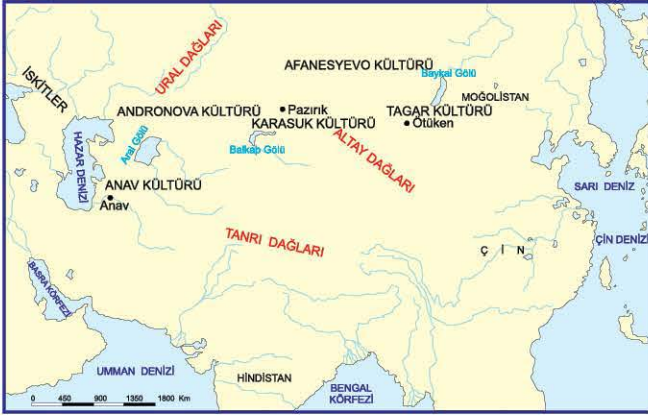 URAL DAĞLARI
İSKİTLER
AFANESYEVO KÜLTÜRÜ
Baykal Gölü
MOĞOLİSTAN
ANDRONOVA KÜLTÜRÜ
Pazırık
TAGAR KÜLTÜRÜ
KARASUK KÜLTÜRÜ
Ötüken
HAZAR DENİZİ
Aral Gölü
Balkap Gölü
ALTAY DAĞLARI
ANAV KÜLTÜRÜ
Anav
SARI DENİZ
TANRI DAĞLARI
ÇİN
ÇİN DENİZİ
BASRA KÖRFEZİ
UMMAN DENİZİ
HİNDİSTAN
BENGAL
KÖRFEZİ
0 450 900 1350 1800 Km